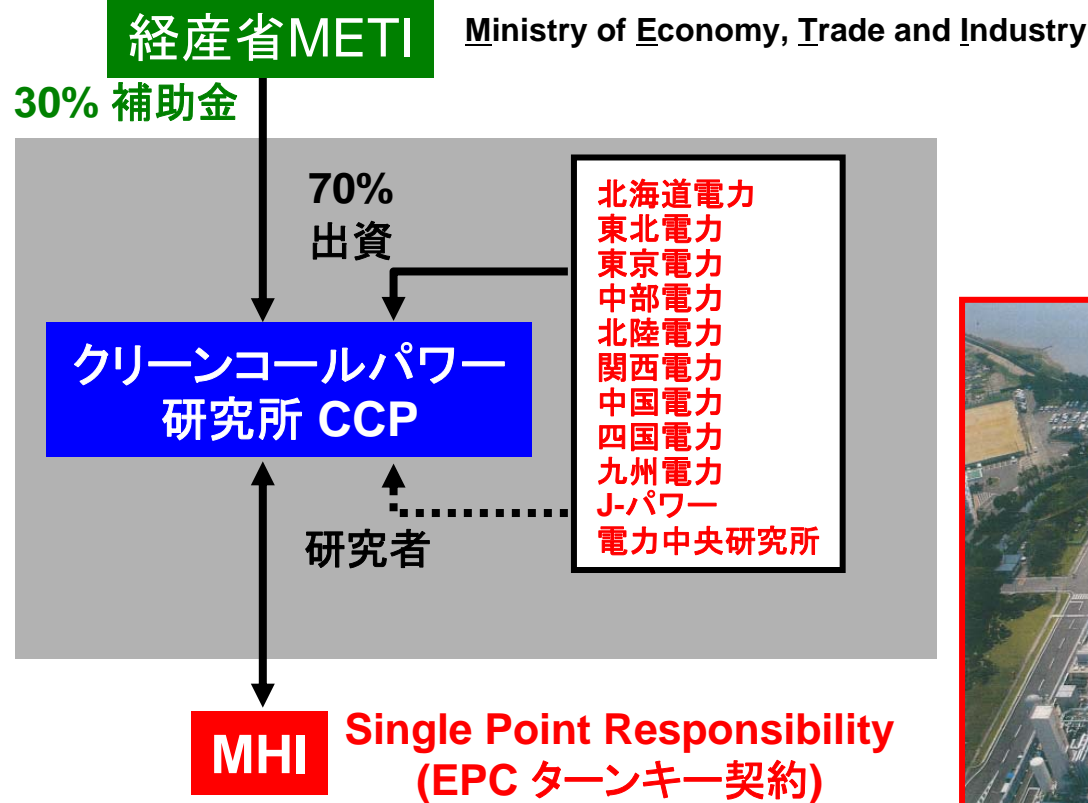 経産省METI
Ministry of Economy, Trade and Industry
30% 補助金
70%
出資
北海道電力
東北電力
東京電力
中部電力
北陸電力
関西電力
中国電力
四国電力
九州電力
J-パワー
電力中央研究所
クリーンコールパワー
研究所 CCP
研究者
MHI
Single Point Responsibility
(EPC ターンキー契約)